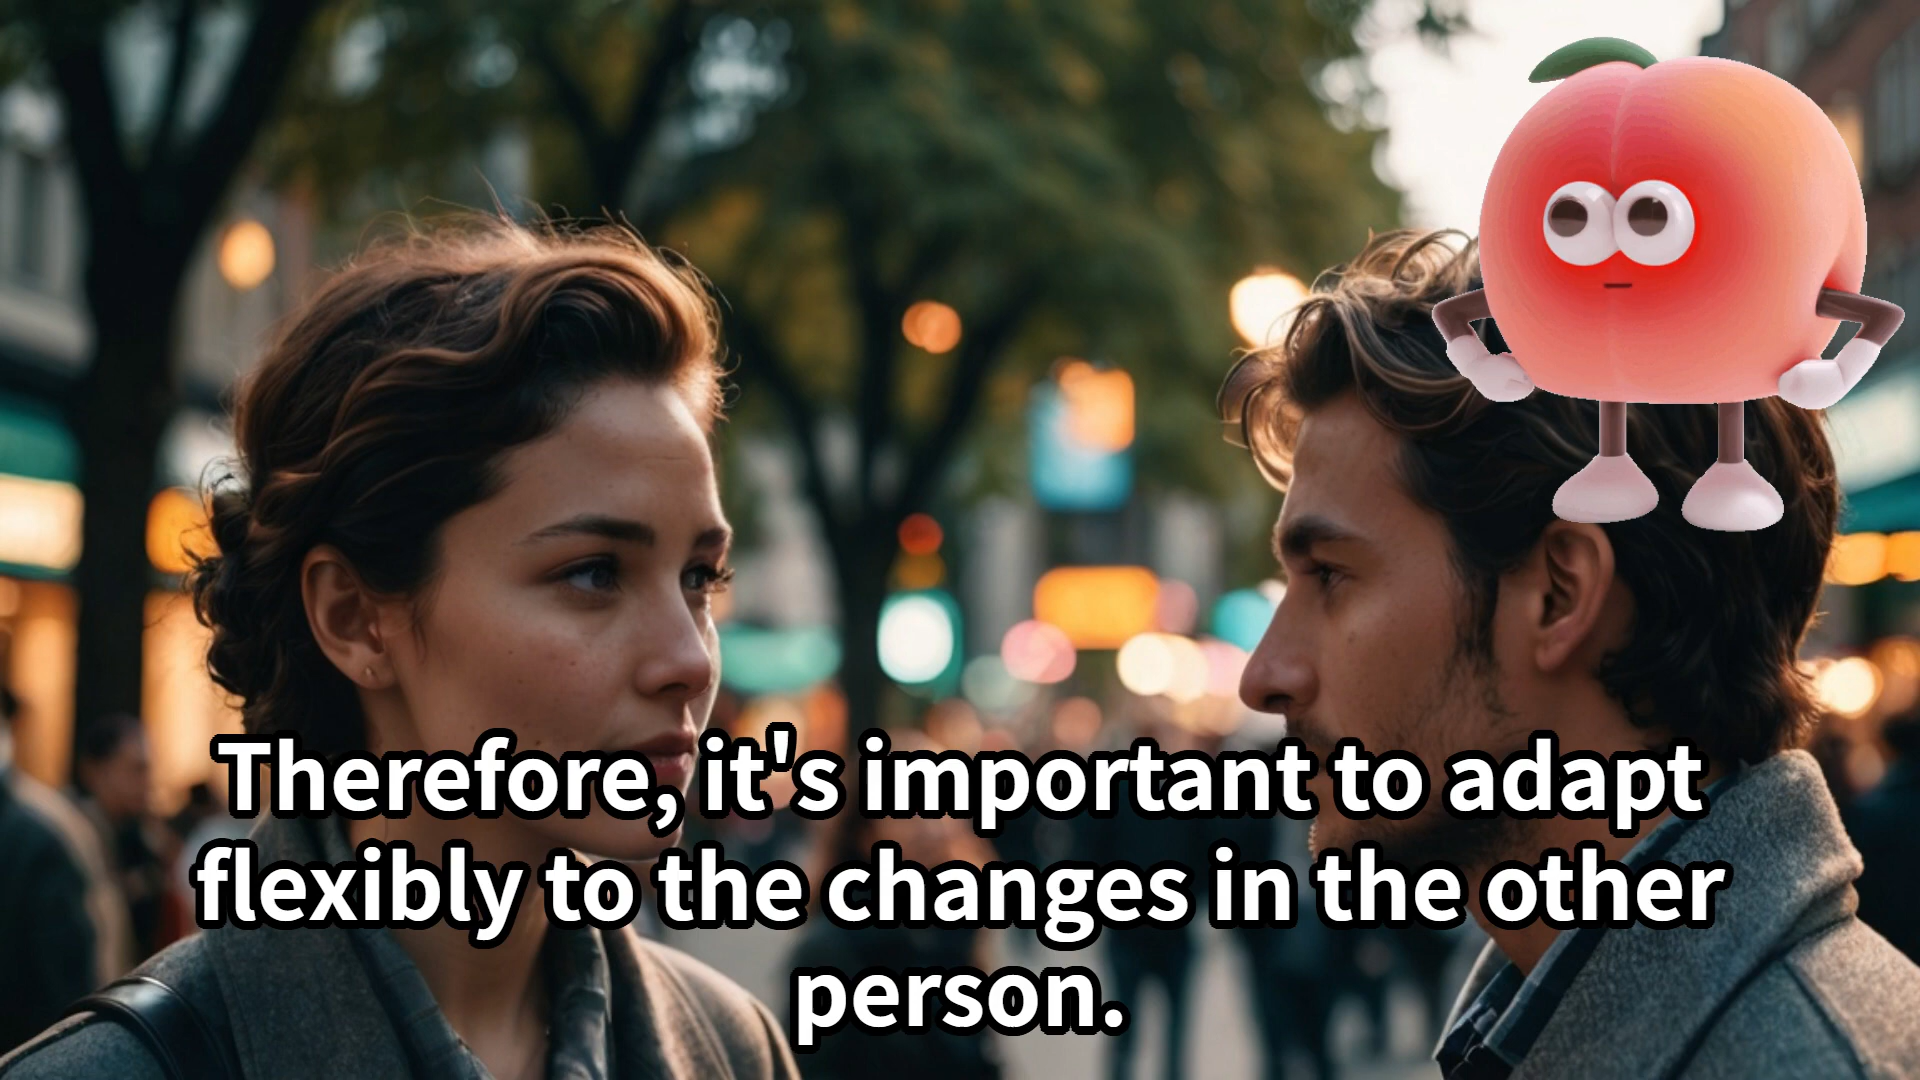 Therefore, it's important to adapt
flexibly to the changes in the other
person.